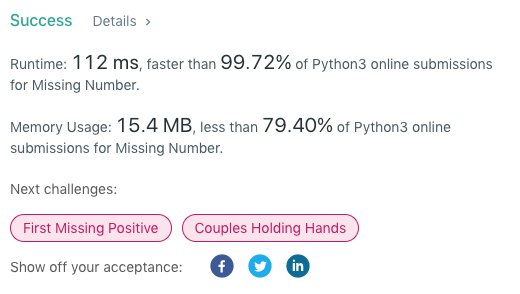 Success Details ›
Runtime: 112 ms, faster than 99.72% of Python3 online submissions
for Missing Number.
Memory Usage: 15.4 MB, less than 79.40% of Python3 online
submissions for Missing Number.
Next challenges:
First Missing Positive Couples Holding Hands
Show off your acceptance: f in